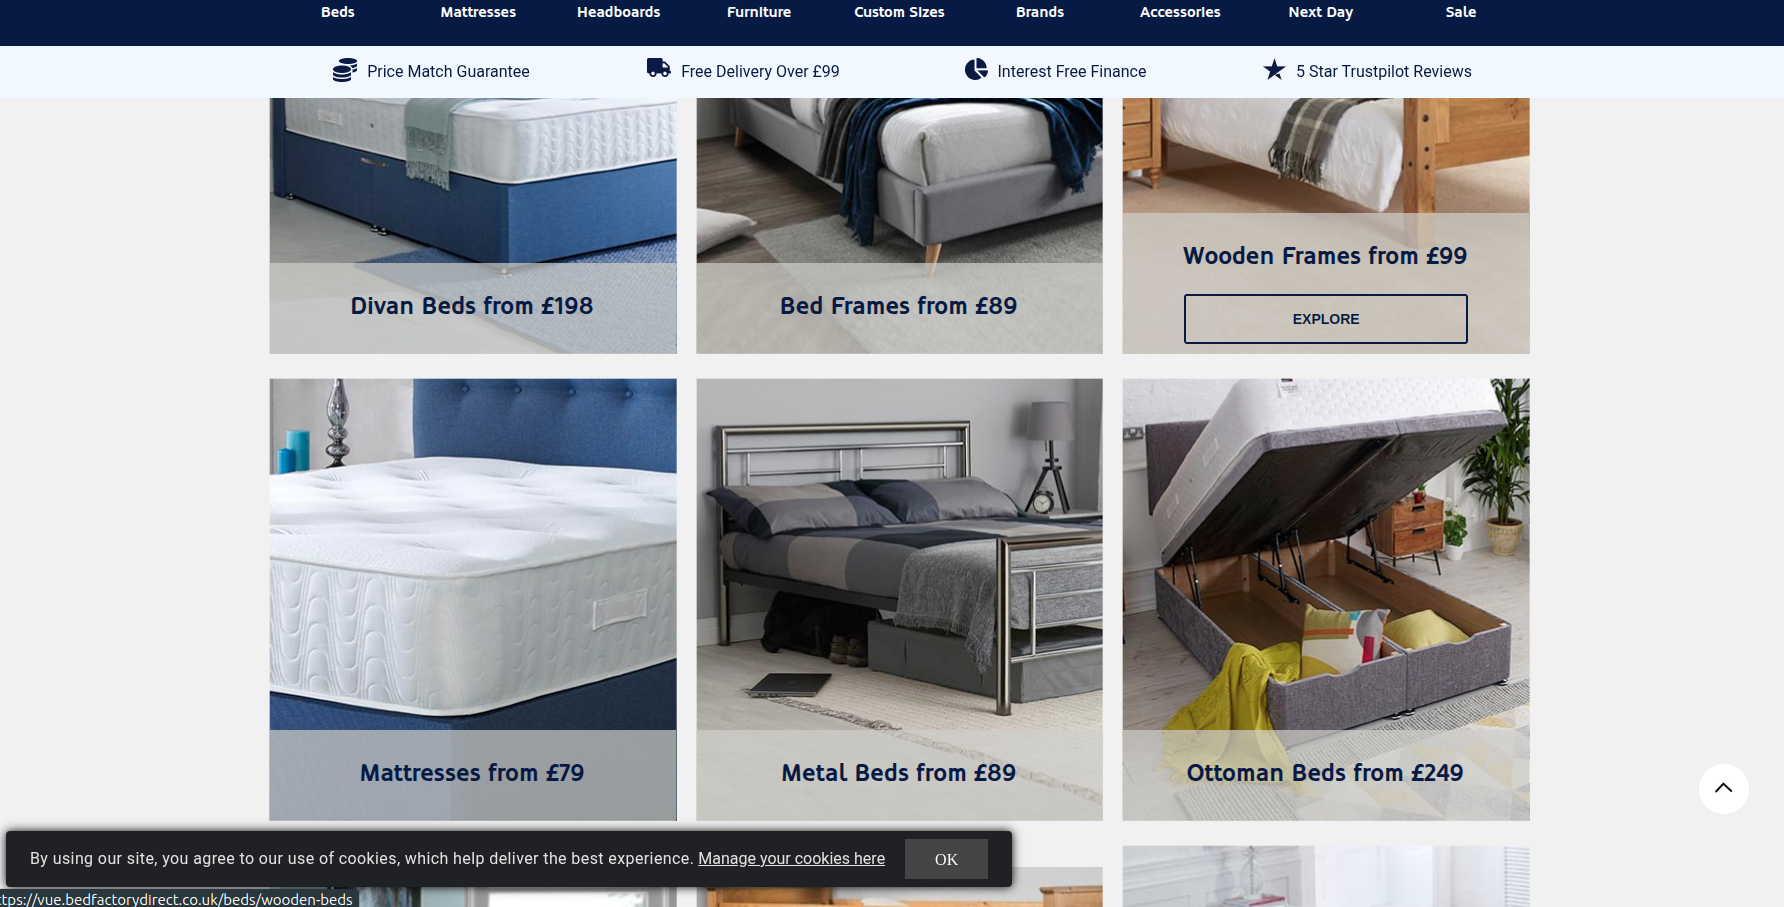 Beds Mattresses Headboards Furniture Custom Sizes Brands Accessories Next Day Sale
Price Match Guarantee Free Delivery Over £99 Interest Free Finance 5 Star Trustpilot Reviews
Divan Beds from £198
Bed Frames from £89
Wooden Frames from £99
EXPLORE
Mattresses from £79
Metal Beds from £89
Ottoman Beds from £249
By using our site, you agree to our use of cookies, which help deliver the best experience. Manage your cookies here OK
ttps://vue.bedfactorydirect.co.uk/beds/wooden-beds